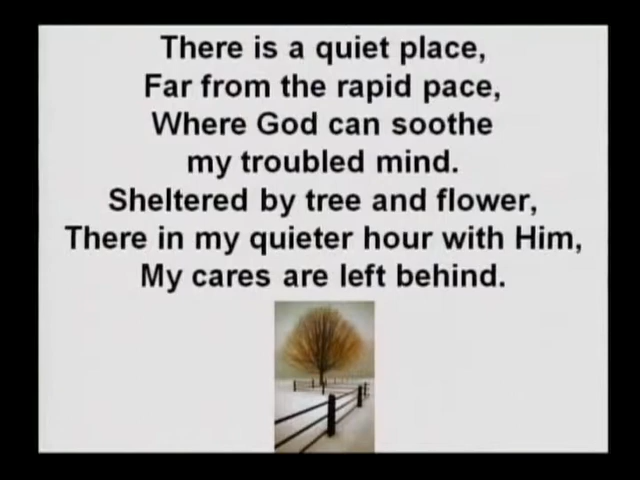 There is a quiet place,
Far from the rapid pace,
Where God can soothe
my troubled mind.
Sheltered by tree and flower,
There in my quieter hour with Him,
My cares are left behind.